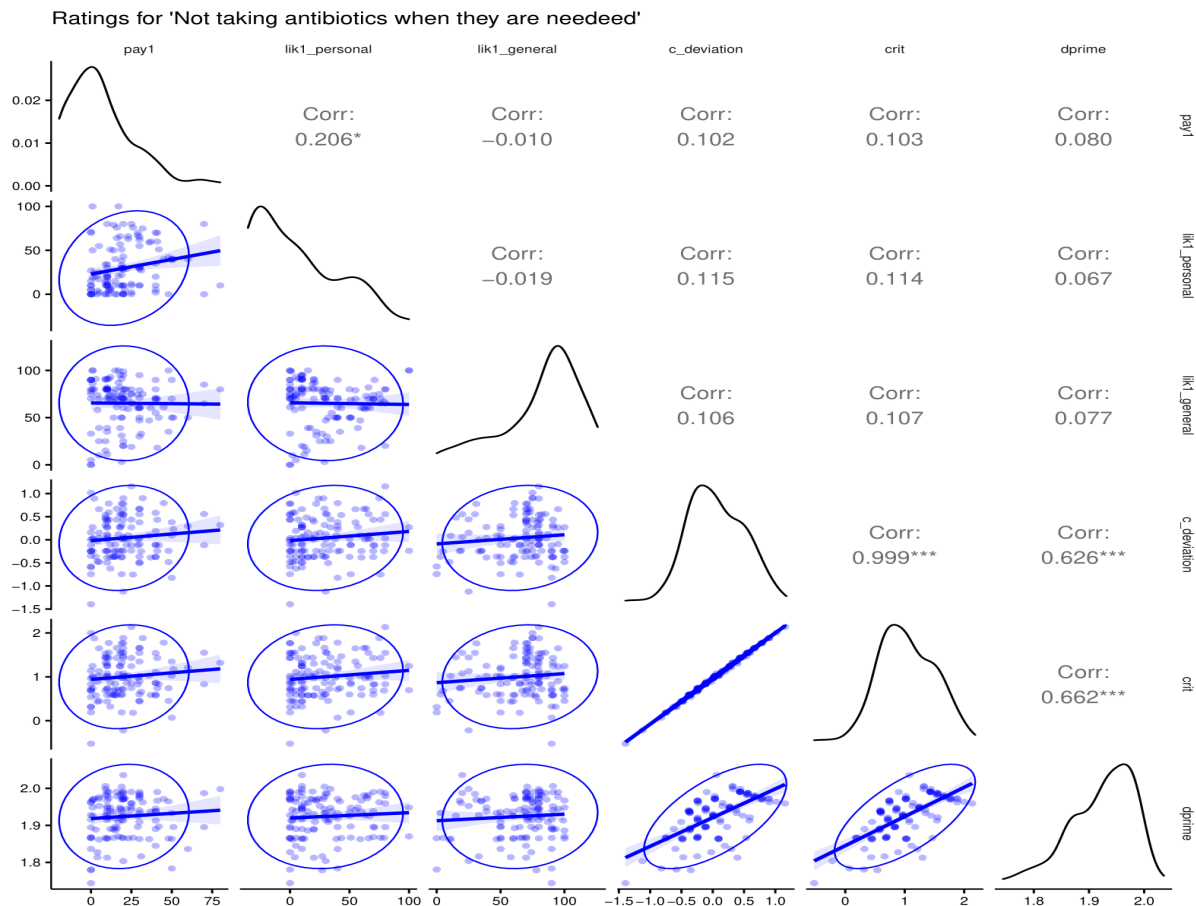 Ratings for 'Not taking antibiotics when they are needeed'
pay1 lik1_personal lik1_general c_deviation crit dprime
0.02
0.01
0.00
Corr:
0.206*
Corr:
−0.010
Corr:
0.102
Corr:
0.103
Corr:
0.080
pay1
100
50
0
Corr:
−0.019
Corr:
0.115
Corr:
0.114
Corr:
0.067
lik1_personal
100
50
0
Corr:
0.106
Corr:
0.107
Corr:
0.077
lik1_general
1.0
0.5
0.0
−0.5
−1.0
−1.5
Corr:
0.999***
Corr:
0.626***
c_deviation
2
1
0
Corr:
0.662***
crit
2.0
1.9
1.8
dprime
0 25 50 75
0 50 100
0 50 100
−1.5 −1.0 −0.5 0.0 0.5 1.0
0 1 2
1.8 1.9 2.0